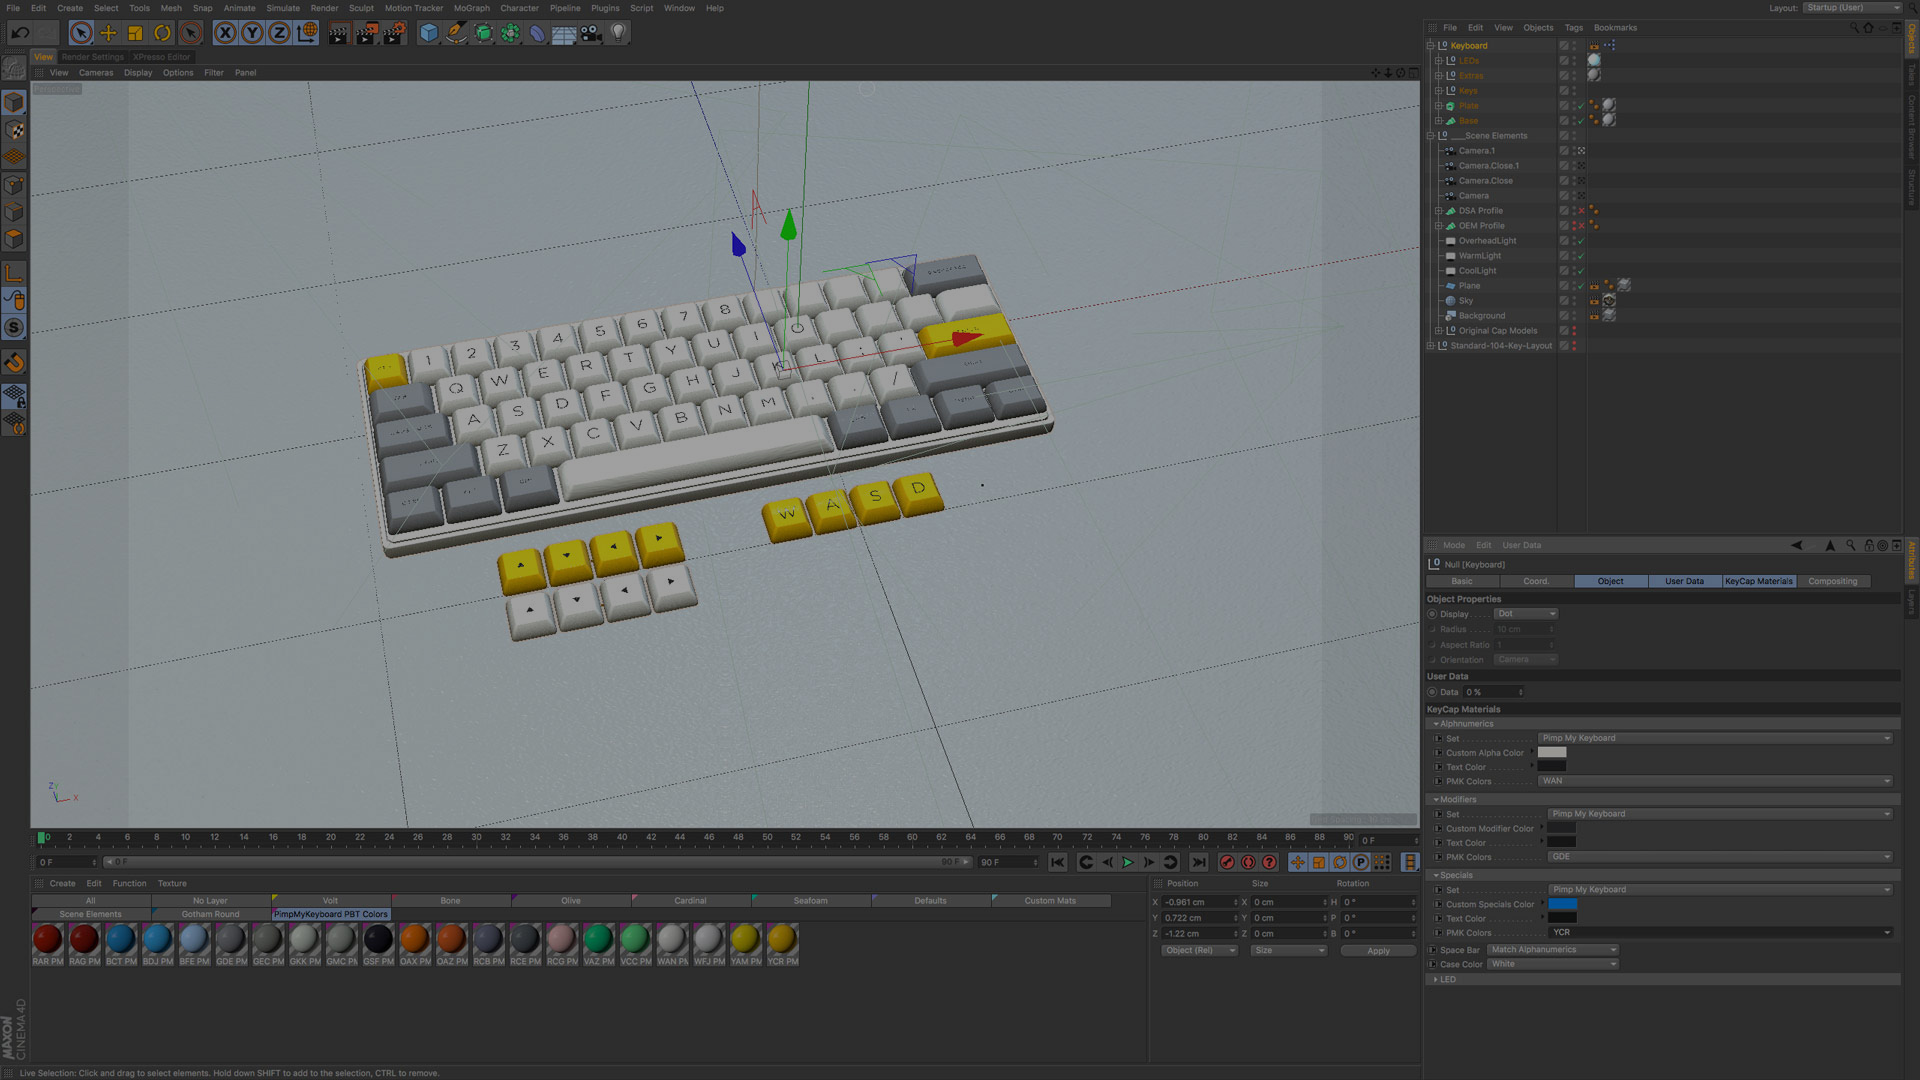 File Edit Create Select Tools Mesh Snap Animate Simulate Render Sculpt Motion Tracker MoGraph Character Pipeline Plugins Script Window Help
Layout: Startup (User)
View Render Settings XPresso Editor
View Cameras Display Options Filter Panel
Perspective
X Y Z
1 2 3 4 5 6 7 8
Q W E R T Y U I O
A S D F G H J K L ; '
Z X C V B N M , . /
W A S D
0 2 4 6 8 10 12 14 16 18 20 22 24 26 28 30 32 34 36 38 40 42 44 46 48 50 52 54 56 58 60 62 64 66 68 70 72 74 76 78 80 82 84 86 88 90 0 F
0 F 0 F 90 F 90 F
Create Edit Function Texture
All No Layer Volt Bone Olive Cardinal Seafoam Defaults Custom Mats
Scene Elements Gotham Round PimpMyKeyboard PBT Colors
RAR PM RAG PM BCT PM BDJ PM BFE PM GDE PM GEC PM GKK PM GMC PM GSF PM OAX PM OAZ PM RCB PM RCE PM RCG PM VAZ PM VCC PM WAN PM WFJ PM YAM PM YCR PM
Position Size Rotation
X -0.961 cm X 0 cm H 0 °
Y 0.722 cm Y 0 cm P 0 °
Z -1.22 cm Z 0 cm B 0 °
Object (Rel) Size Apply
MAXON
CINEMA 4D
Live Selection: Click and drag to select elements. Hold down SHIFT to add to the selection, CTRL to remove.
File Edit View Objects Tags Bookmarks
Keyboard
LEDs
Extras
Keys
Plate
Base
___Scene Elements
Camera.1
Camera.Close.1
Camera.Close
Camera
DSA Profile
OEM Profile
OverheadLight
WarmLight
CoolLight
Plane
Sky
Background
Original Cap Models
Standard-104-Key-Layout
Objects
Takes
Content Browser
Structure
Mode Edit User Data
Null [Keyboard]
Basic Coord. Object User Data KeyCap Materials Compositing
Object Properties
Display Dot
Radius 10 cm
Aspect Ratio 1
Orientation Camera
User Data
Data 0 %
KeyCap Materials
Alphnumerics
Set Pimp My Keyboard
Custom Alpha Color
Text Color
PMK Colors WAN
Modifiers
Set Pimp My Keyboard
Custom Modifier Color
Text Color
PMK Colors GDE
Specials
Set Pimp My Keyboard
Custom Specials Color
Text Color
PMK Colors YCR
Space Bar Match Alphanumerics
Case Color White
LED
Attributes
Layers